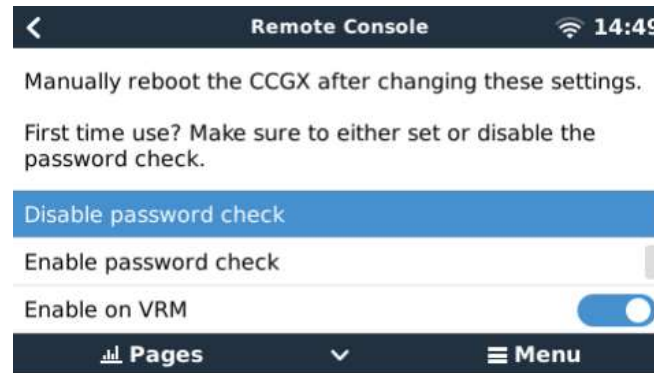 Remote Console
14:49
Manually reboot the CCGX after changing these settings.
First time use? Make sure to either set or disable the
password check.
Disable password check
Enable password check
Enable on VRM
Pages
Menu